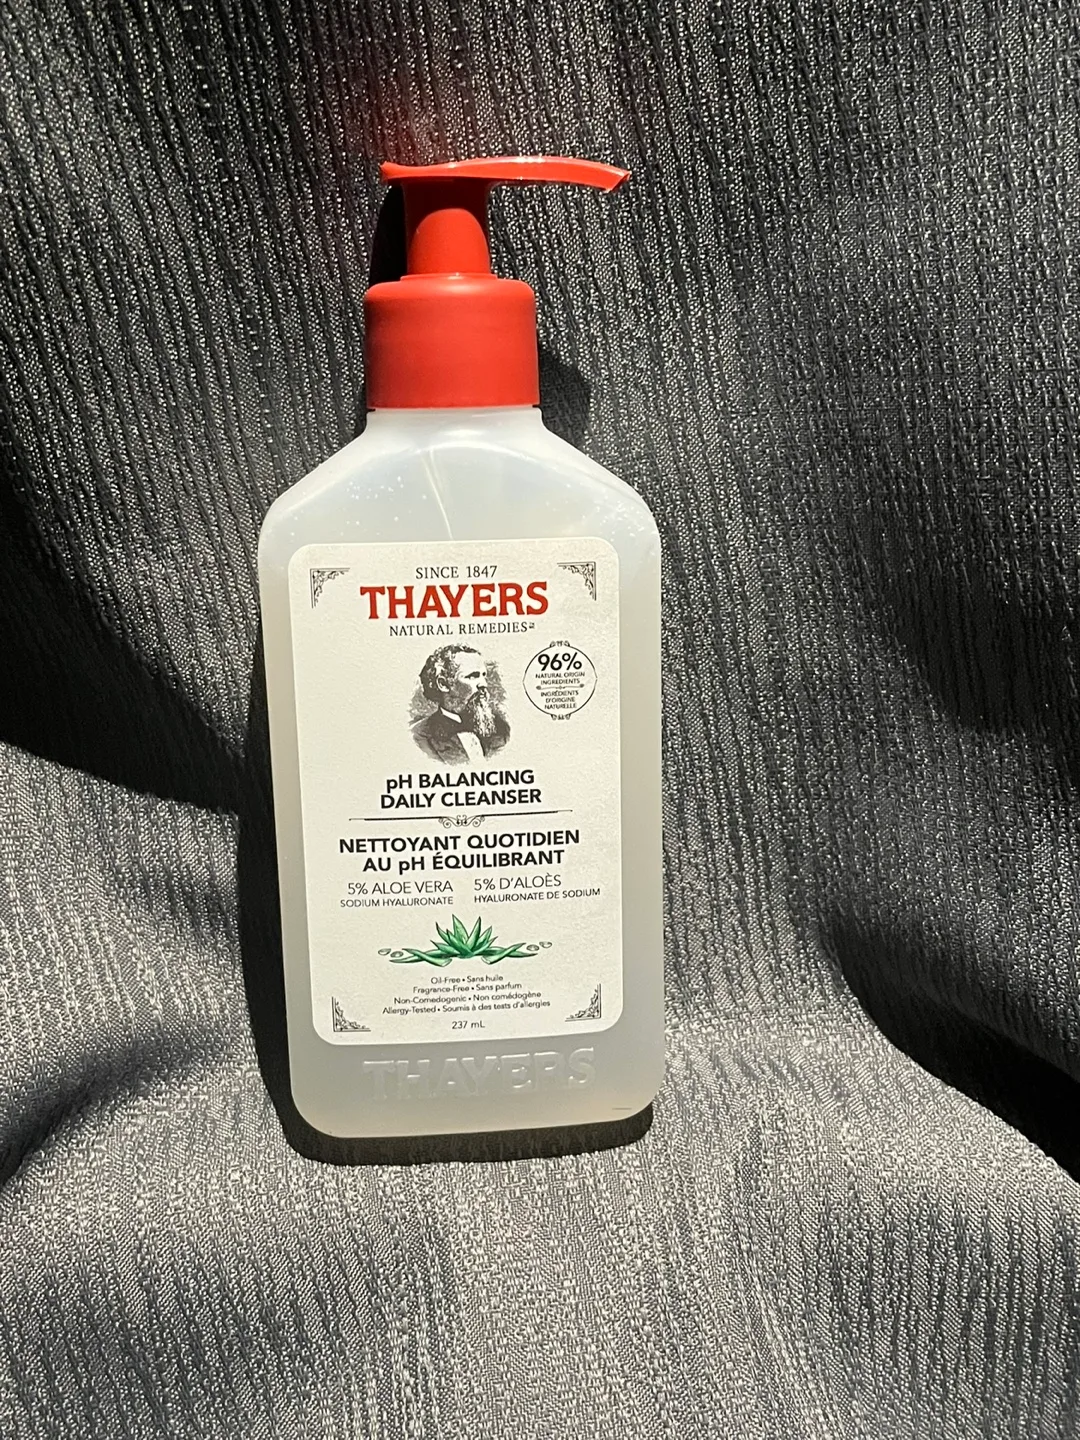 SINCE 1847
THAYERS
NATURAL REMEDIES
96%
NATURAL ORIGIN
INGREDIENTS
INGRÉDIENTS
D'ORIGINE
NATURELLE
pH BALANCING
DAILY CLEANSER
NETTOYANT QUOTIDIEN
AU pH ÉQUILIBRANT
5% ALOE VERA
SODIUM HYALURONATE
5% D'ALOÈS
HYALURONATE DE SODIUM
Oil-Free • Sans huile
Fragrance-Free • Sans parfum
Non-Comedogenic • Non comédogène
Allergy-Tested • Soumis à des tests d'allergies
237 mL
THAYERS